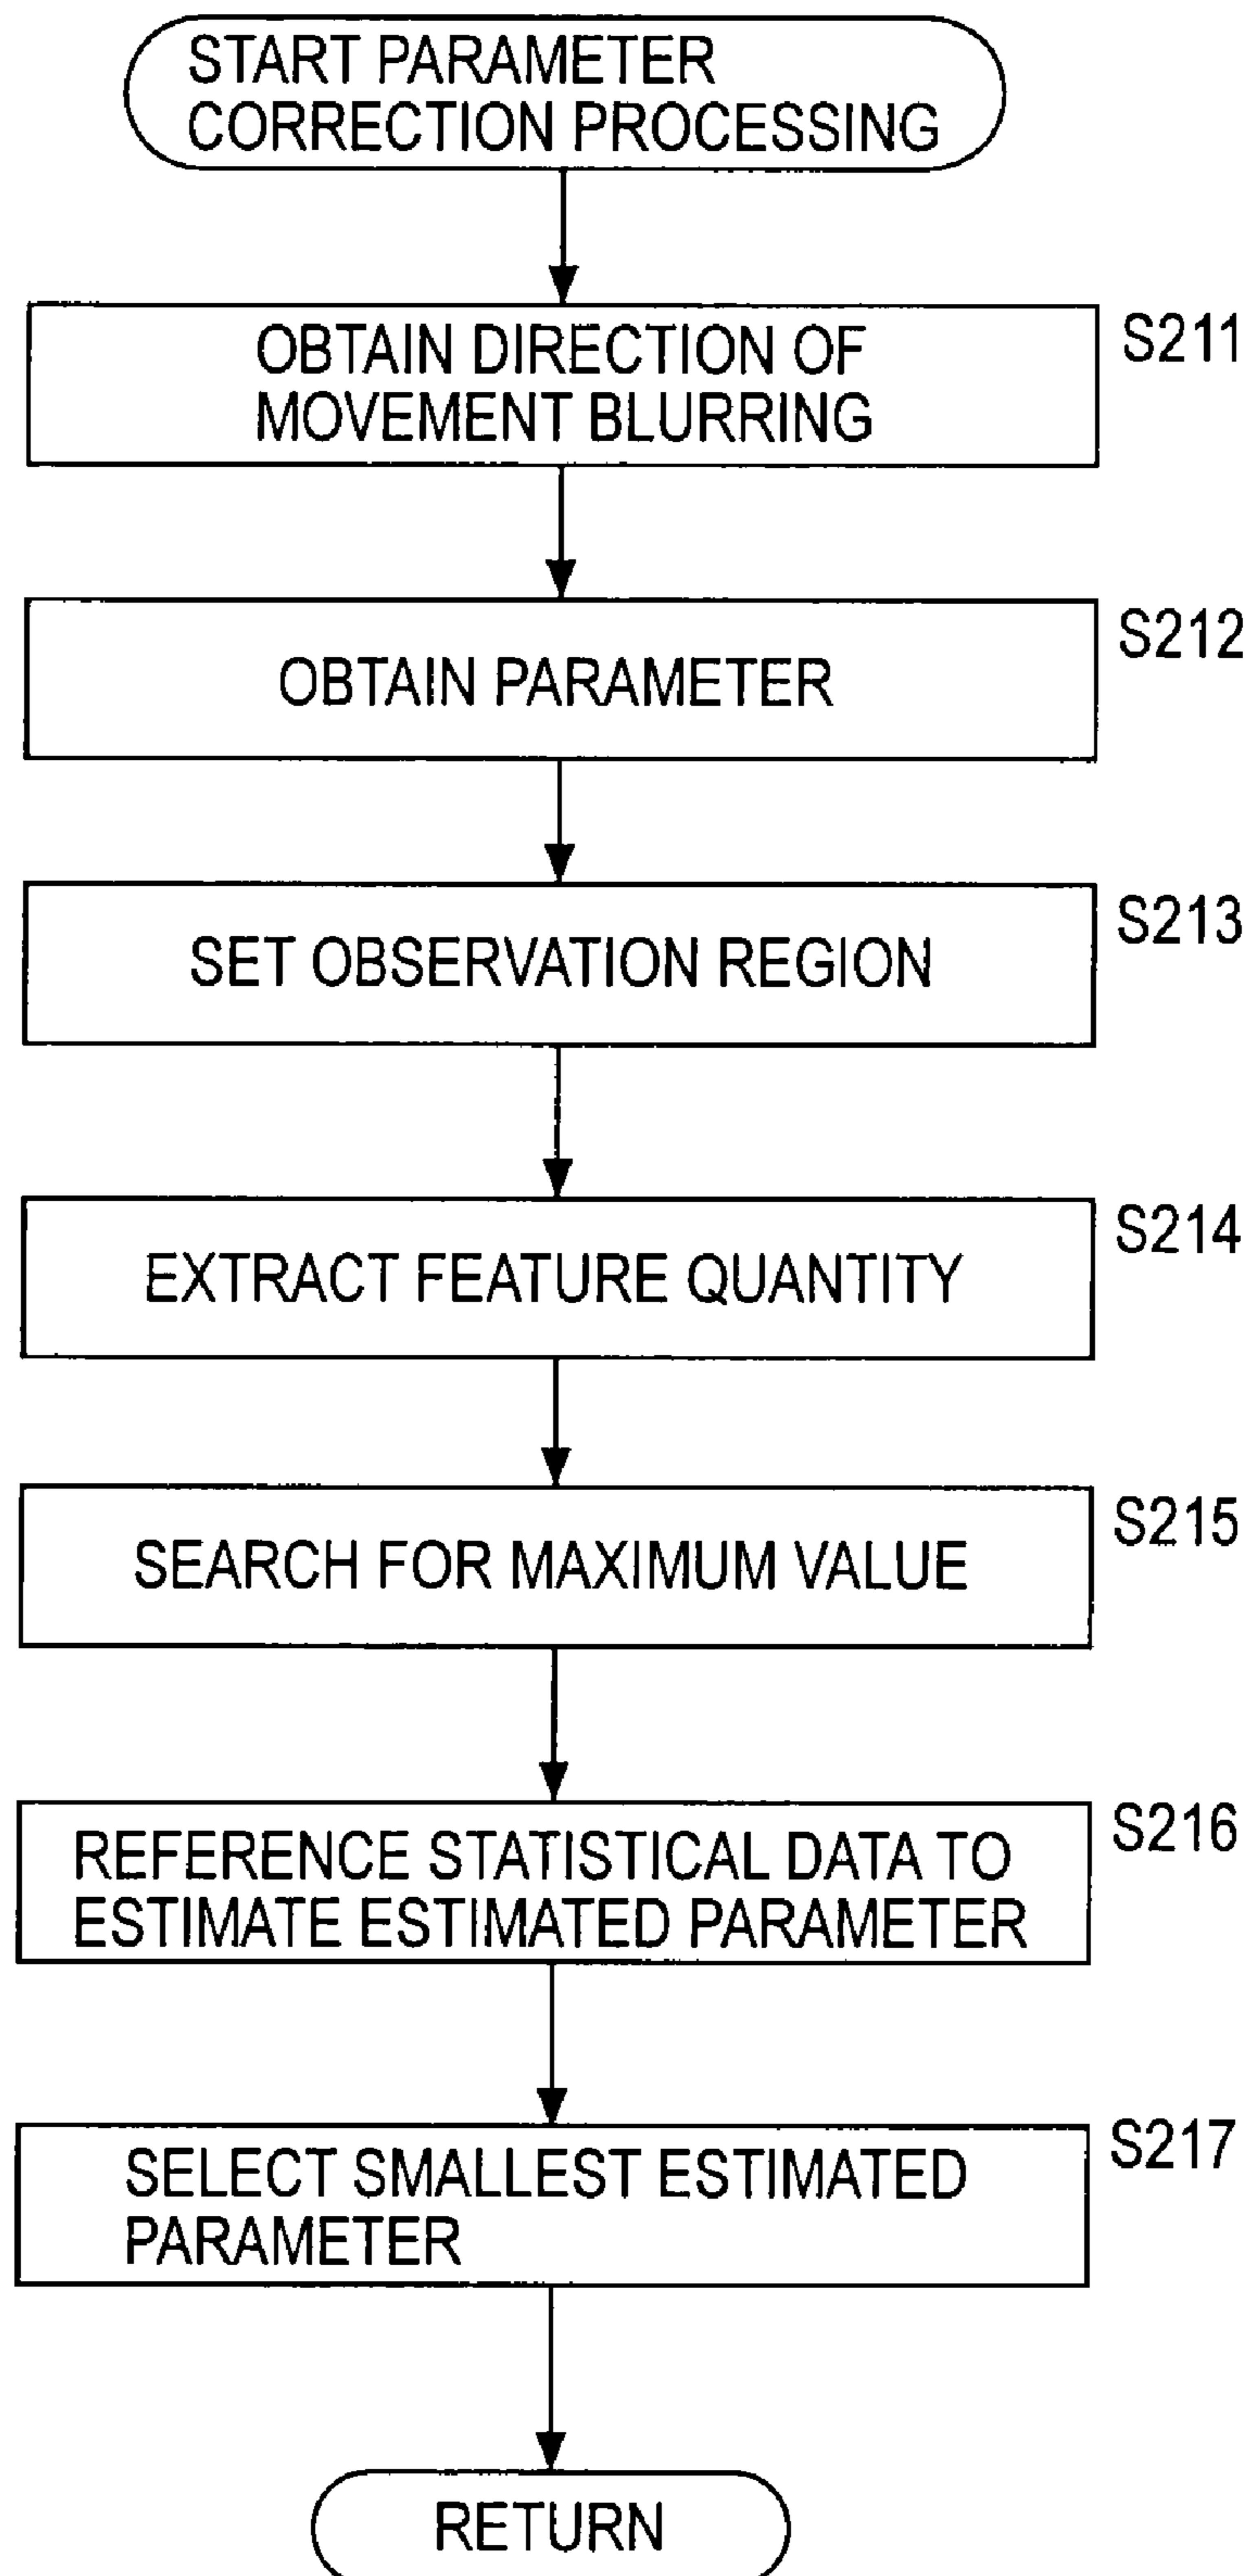 START PARAMETER
CORRECTION PROCESSING
OBTAIN DIRECTION OF
MOVEMENT BLURRING
S211
OBTAIN PARAMETER
S212
SET OBSERVATION REGION
S213
EXTRACT FEATURE QUANTITY
S214
SEARCH FOR MAXIMUM VALUE
S215
REFERENCE STATISTICAL DATA TO
ESTIMATE ESTIMATED PARAMETER
S216
SELECT SMALLEST ESTIMATED
PARAMETER
S217
RETURN